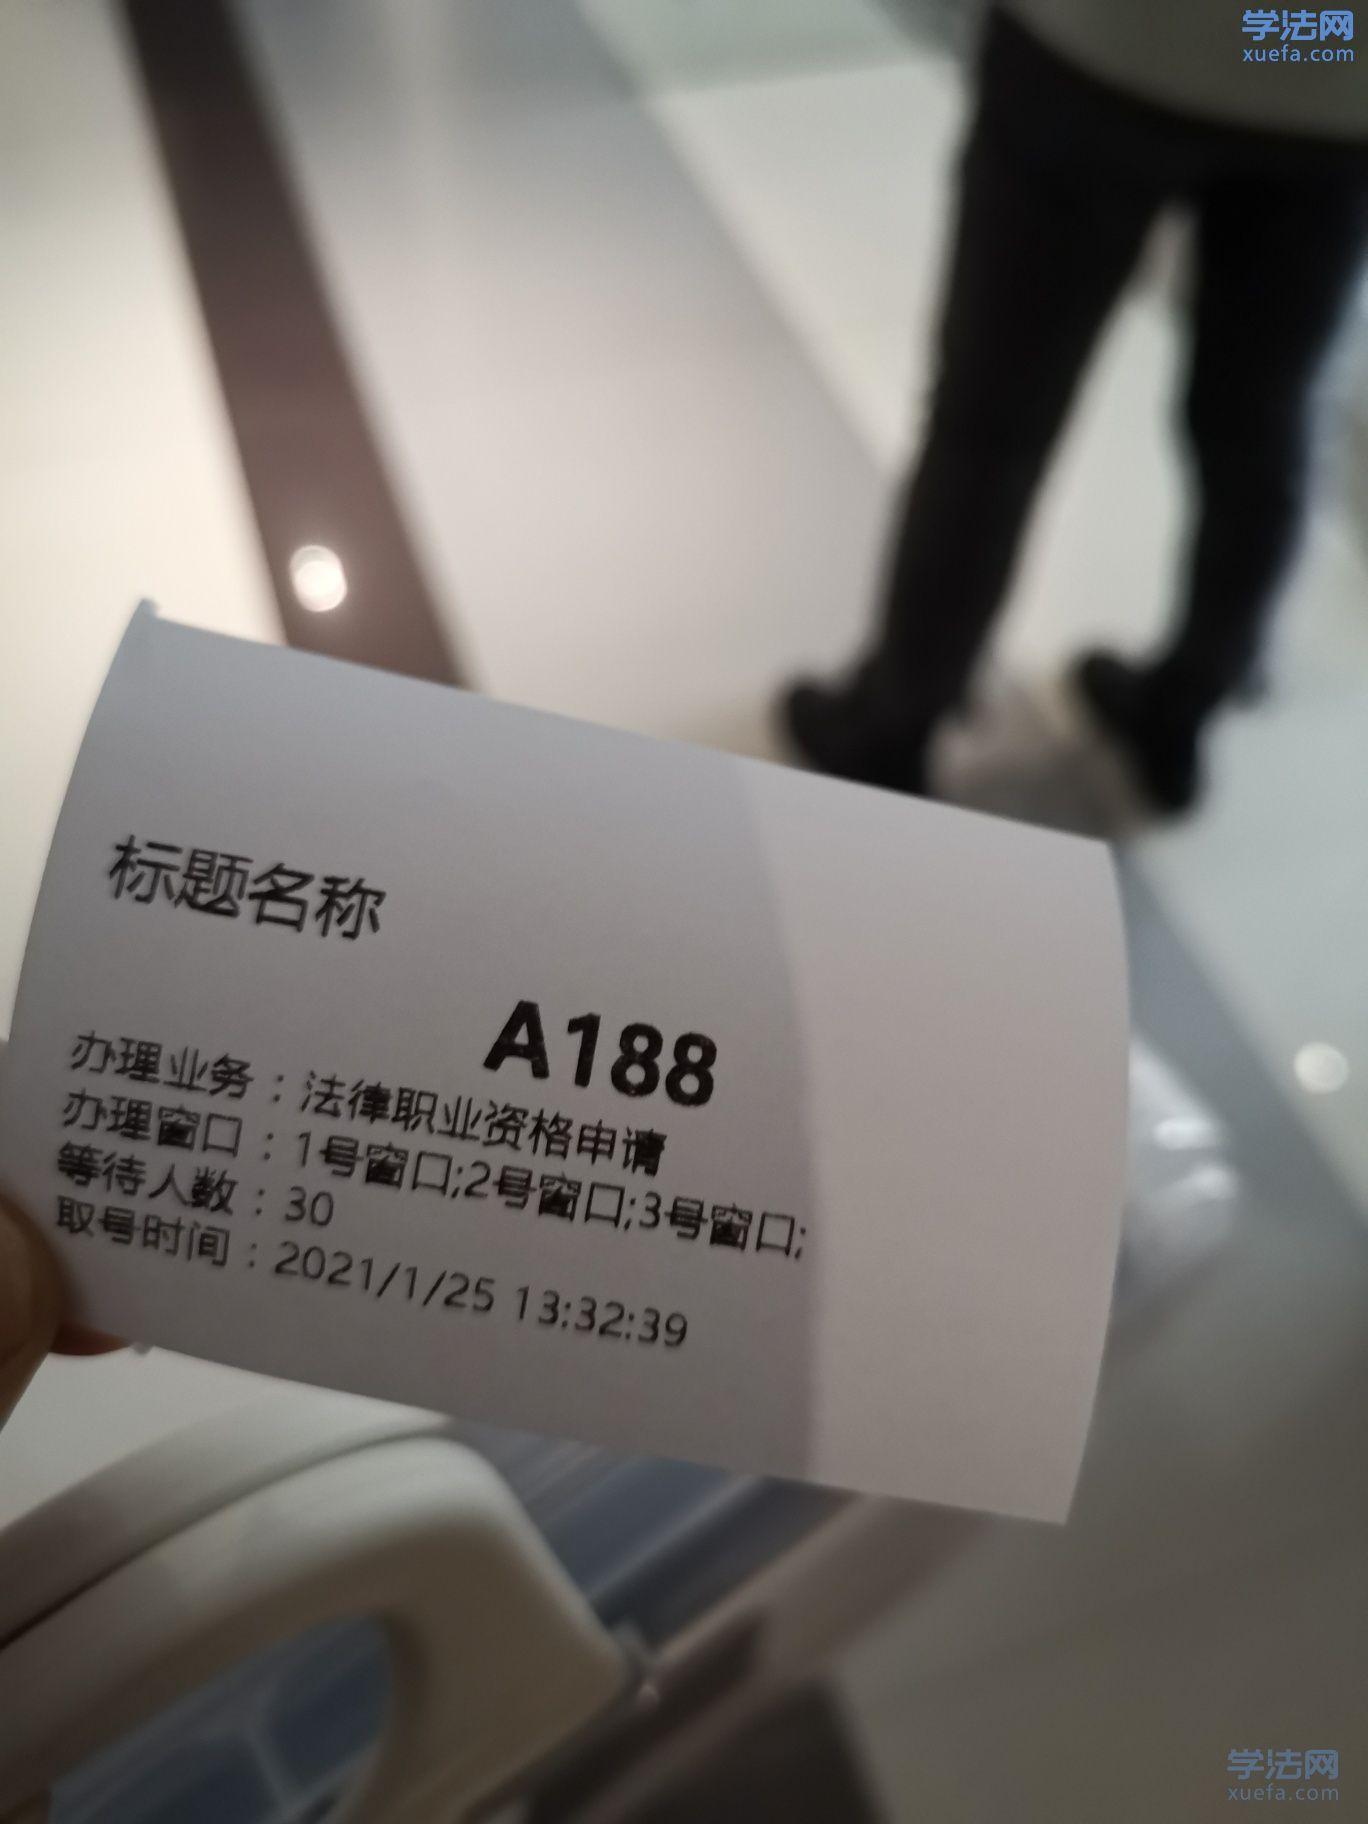 学法网
xuefa.com
标题名称
A188
办理业务：法律职业资格申请
办理窗口：1号窗口;2号窗口;3号窗口;
等待人数：30
取号时间：2021/1/25 13:32:39
学法网
xuefa.com